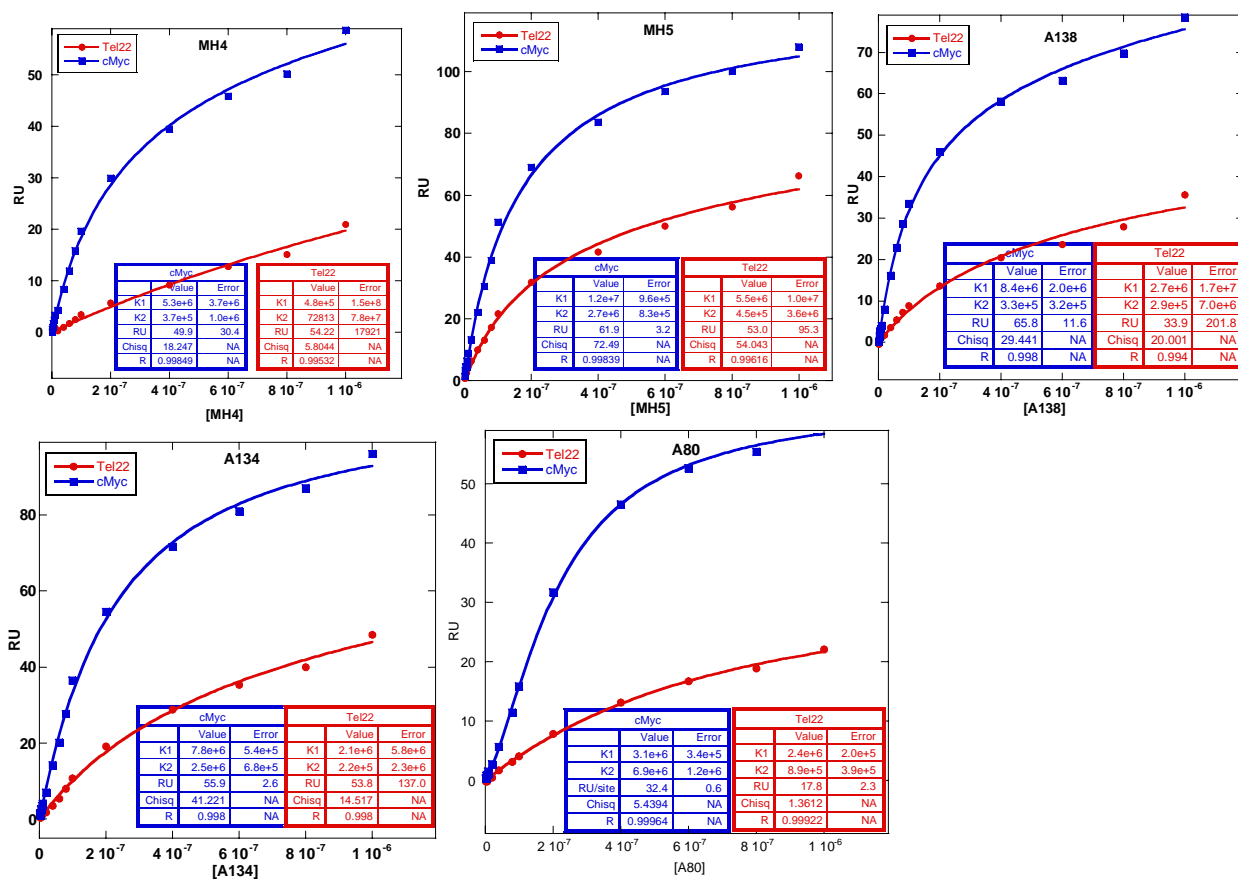 MH4
Tel22
cMyc
RU
50
40
30
20
10
0
cMyc
Value Error
K1 5.3e+6 3.7e+6
K2 3.7e+5 1.0e+6
RU 49.9 30.4
Chisq 18.247 NA
R 0.99849 NA
Tel22
Value Error
K1 4.8e+5 1.5e+8
K2 72813 7.8e+7
RU 54.22 17921
Chisq 5.8044 NA
R 0.99532 NA
0 2 10⁻⁷ 4 10⁻⁷ 6 10⁻⁷ 8 10⁻⁷ 1 10⁻⁶
[MH4]
MH5
Tel22
cMyc
RU
100
80
60
40
20
0
cMyc
Value Error
K1 1.2e+7 9.6e+5
K2 2.7e+6 8.3e+5
RU 61.9 3.2
Chisq 72.49 NA
R 0.99839 NA
Tel22
Value Error
K1 5.5e+6 1.0e+7
K2 4.5e+5 3.6e+6
RU 53.0 95.3
Chisq 54.043 NA
R 0.99616 NA
0 2 10⁻⁷ 4 10⁻⁷ 6 10⁻⁷ 8 10⁻⁷ 1 10⁻⁶
[MH5]
A138
Tel22
cMyc
RU
70
60
50
40
30
20
10
0
cMyc
Value Error
K1 8.4e+6 2.0e+6
K2 3.3e+5 3.2e+5
RU 65.8 11.6
Chisq 29.441 NA
R 0.998 NA
Tel22
Value Error
K1 2.7e+6 1.7e+7
K2 2.9e+5 7.0e+6
RU 33.9 201.8
Chisq 20.001 NA
R 0.994 NA
0 2 10⁻⁷ 4 10⁻⁷ 6 10⁻⁷ 8 10⁻⁷ 1 10⁻⁶
[A138]
A134
Tel22
cMyc
RU
80
60
40
20
0
cMyc
Value Error
K1 7.8e+6 5.4e+5
K2 2.5e+6 6.8e+5
RU 55.9 2.6
Chisq 41.221 NA
R 0.998 NA
Tel22
Value Error
K1 2.1e+6 5.8e+6
K2 2.2e+5 2.3e+6
RU 53.8 137.0
Chisq 14.517 NA
R 0.998 NA
0 2 10⁻⁷ 4 10⁻⁷ 6 10⁻⁷ 8 10⁻⁷ 1 10⁻⁶
[A134]
A80
Tel22
cMyc
RU
50
40
30
20
10
0
cMyc
Value Error
K1 3.1e+6 3.4e+5
K2 6.9e+6 1.2e+6
RU/site 32.4 0.6
Chisq 5.4394 NA
R 0.99964 NA
Tel22
Value Error
K1 2.4e+6 2.0e+5
K2 8.9e+5 3.9e+5
RU 17.8 2.3
Chisq 1.3612 NA
R 0.99922 NA
0 2 10⁻⁷ 4 10⁻⁷ 6 10⁻⁷ 8 10⁻⁷ 1 10⁻⁶
[A80]